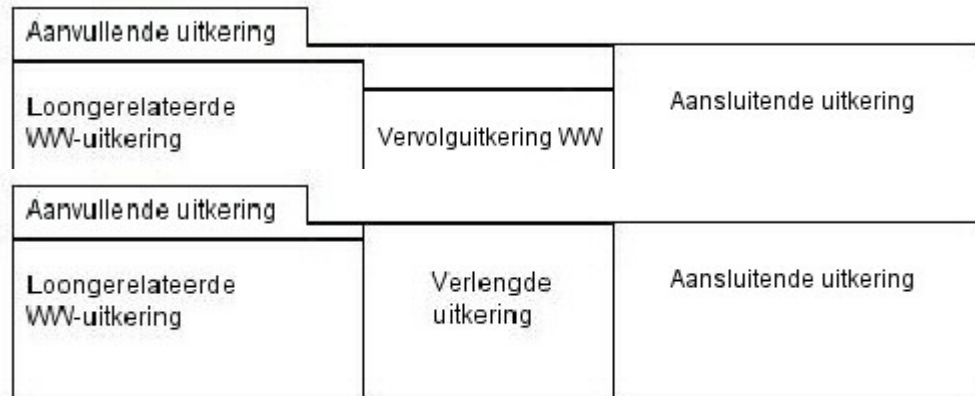 Aanvullende uitkering
Loongerelateerde
WW-uitkering
Vervolguitkering WW
Aansluitende uitkering
Aanvullende uitkering
Loongerelateerde
WW-uitkering
Verlengde
uitkering
Aansluitende uitkering